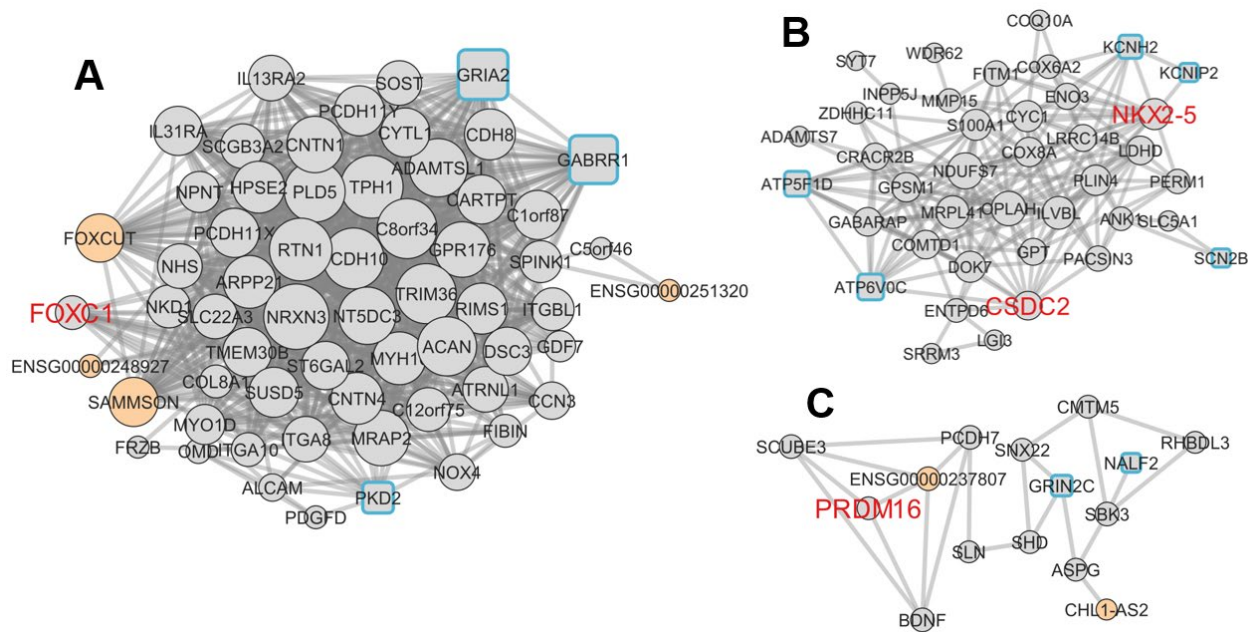 A
IL13RA2
SOST
GRIA2
PCDH11Y
IL31RA
CYTL1
SCGB3A2
CNTN1
CDH8
GABRR1
ADAMTSL1
NPNT
HPSE2
PLD5
TPH1
CARTPT
C1orf87
FOXCUT
PCDH11X
C8orf34
GPR176
C5orf46
RTN1
CDH10
SPINK1
NHS
ARPP21
ENSG00000251320
TRIM36
FOXC1
NKD1
SLC22A3
NRXN3
NT5DC3
RIMS1
ITGBL1
TMEM30B
ST6GAL2
MYH1
ACAN
DSC3
GDF7
ENSG00000248927
COL8A1
SAMMSON
SUSD5
CNTN4
ATRNL1
CCN3
C12orf75
MYO1D
ITGA8
MRAP2
FIBIN
FRZB
OMD
ITGA10
NOX4
ALCAM
PKD2
PDGFD
B
COQ10A
WDR62
KCNH2
SYT7
FITM1
COX6A2
KCNIP2
INPP5J
MMP15
ENO3
ZDHHC11
NKX2-5
S100A1
CYC1
ADAMTS7
LRRC14B
CRACR2B
COX8A
LDHD
NDUFS7
ATP5F1D
GPSM1
PLIN4
PERM1
MRPL41
OPLAH
ILVBL
GABARAP
ANK1
SLC5A1
COMTD1
GPT
DOK7
PACSIN3
SCN2B
ATP6V0C
ENTPD6
CSDC2
LGI3
SRRM3
C
CMTM5
SCUBE3
PCDH7
SNX22
RHBDL3
NALF2
ENSG00000237807
GRIN2C
PRDM16
SBK3
SLN
SHD
ASPG
BDNF
CHL1-AS2